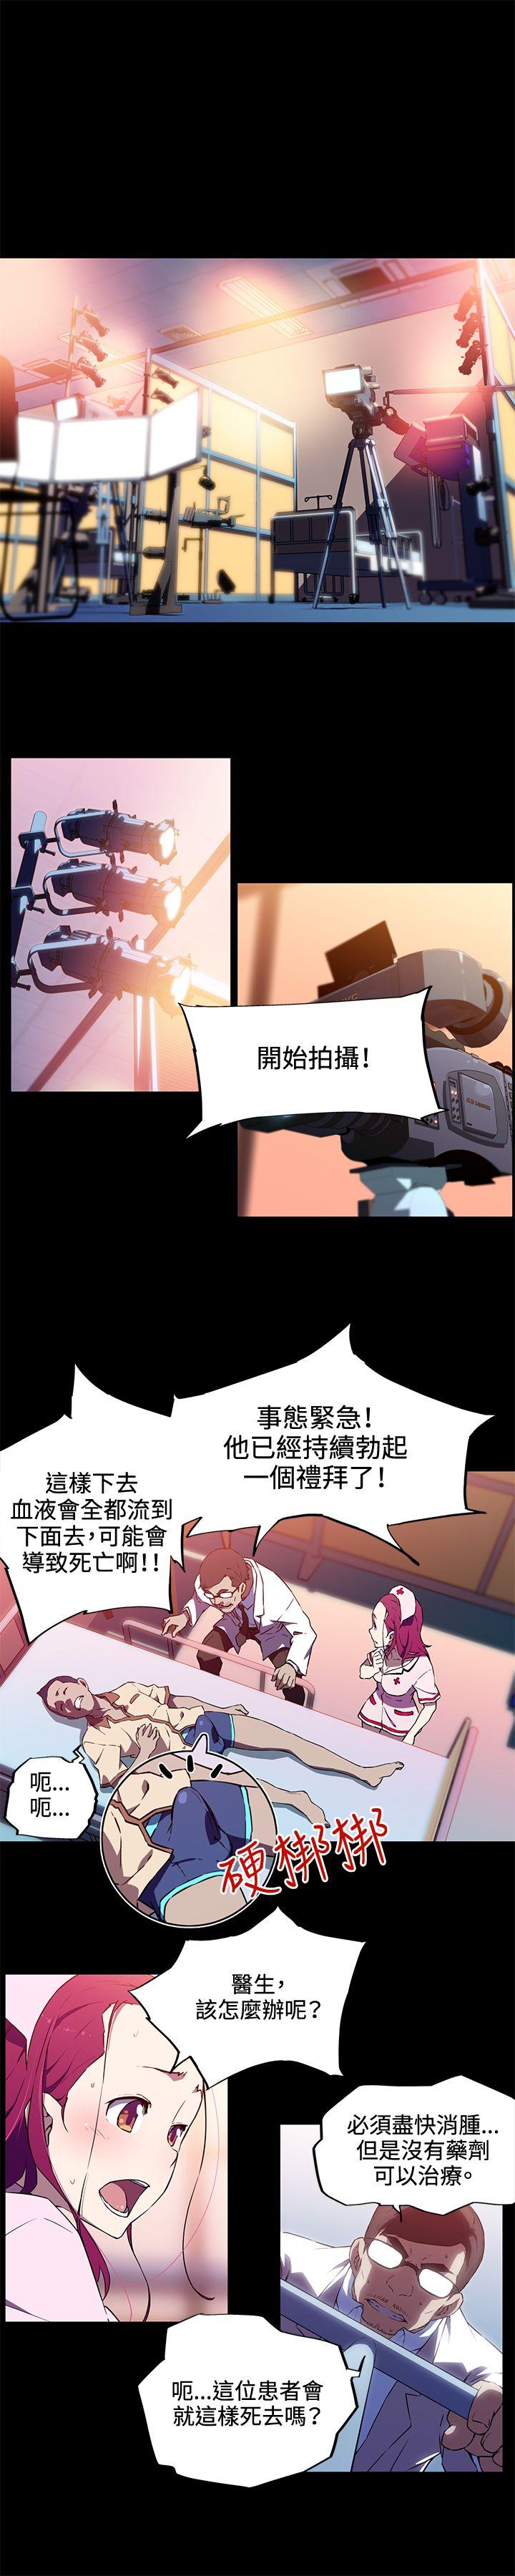 開始拍攝！
事態緊急！
他已經持續勃起
一個禮拜了！
這樣下去
血液會全都流到
下面去，可能會
導致死亡啊！！
呃…
呃…
硬梆梆
醫生，
該怎麼辦呢？
必須盡快消腫…
但是沒有藥劑
可以治療。
呃…這位患者會
就這樣死去嗎？